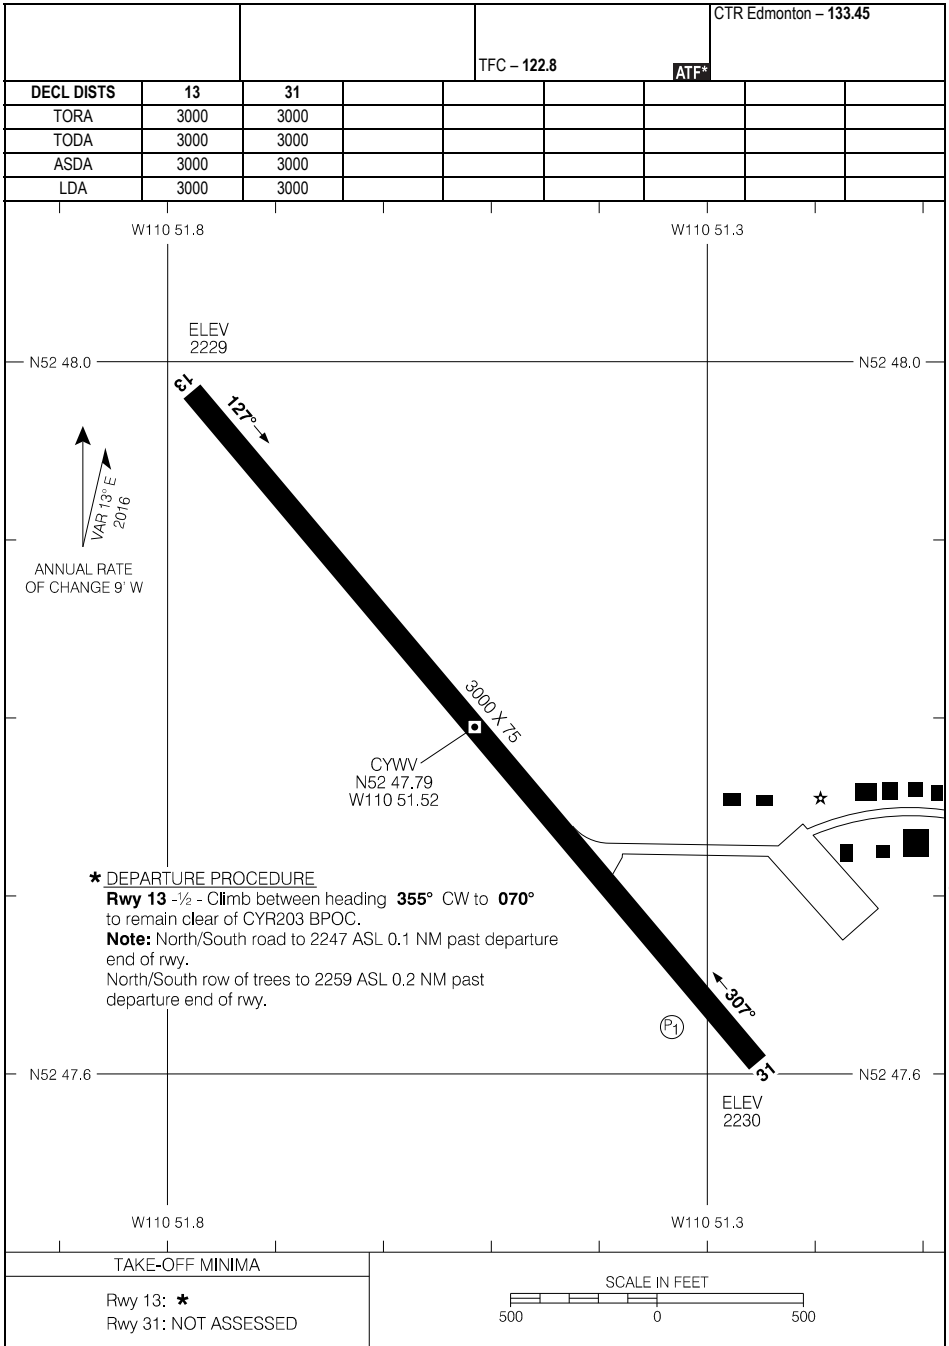 CTR Edmonton – 133.45
TFC – 122.8
ATF*
DECL DISTS 13 31
TORA 3000 3000
TODA 3000 3000
ASDA 3000 3000
LDA 3000 3000
W110 51.8 W110 51.3
ELEV
2229
N52 48.0 N52 48.0
13
127°
VAR 13° E
2016
ANNUAL RATE
OF CHANGE 9' W
3000 X 75
CYWV
N52 47.79
W110 51.52
* DEPARTURE PROCEDURE
Rwy 13 -½ - Climb between heading 355° CW to 070°
to remain clear of CYR203 BPOC.
Note: North/South road to 2247 ASL 0.1 NM past departure
end of rwy.
North/South row of trees to 2259 ASL 0.2 NM past
departure end of rwy.
307°
P1
N52 47.6 N52 47.6
31
ELEV
2230
W110 51.8 W110 51.3
TAKE-OFF MINIMA
Rwy 13: *
Rwy 31: NOT ASSESSED
SCALE IN FEET
500 0 500